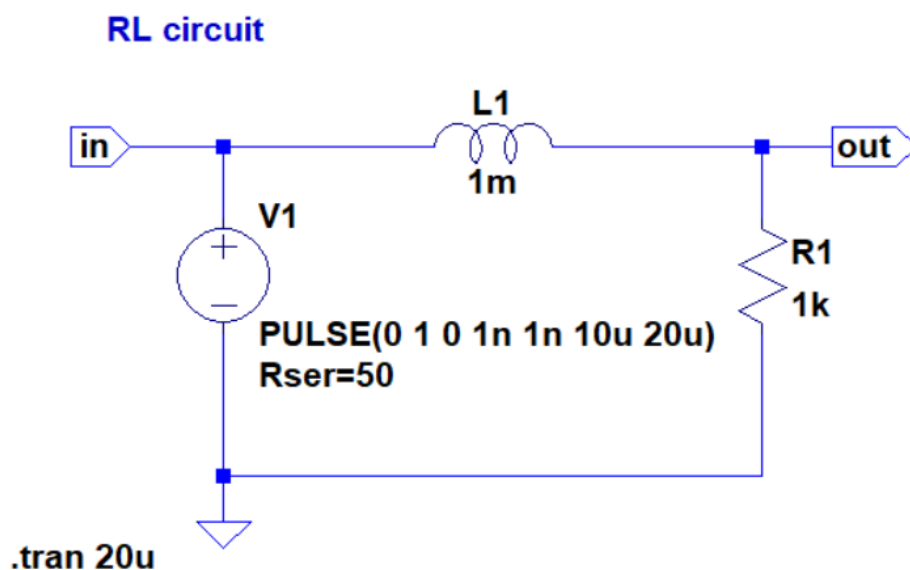 RL circuit
in
L1
1m
out
V1
R1
1k
PULSE(0 1 0 1n 1n 10u 20u)
Rser=50
.tran 20u